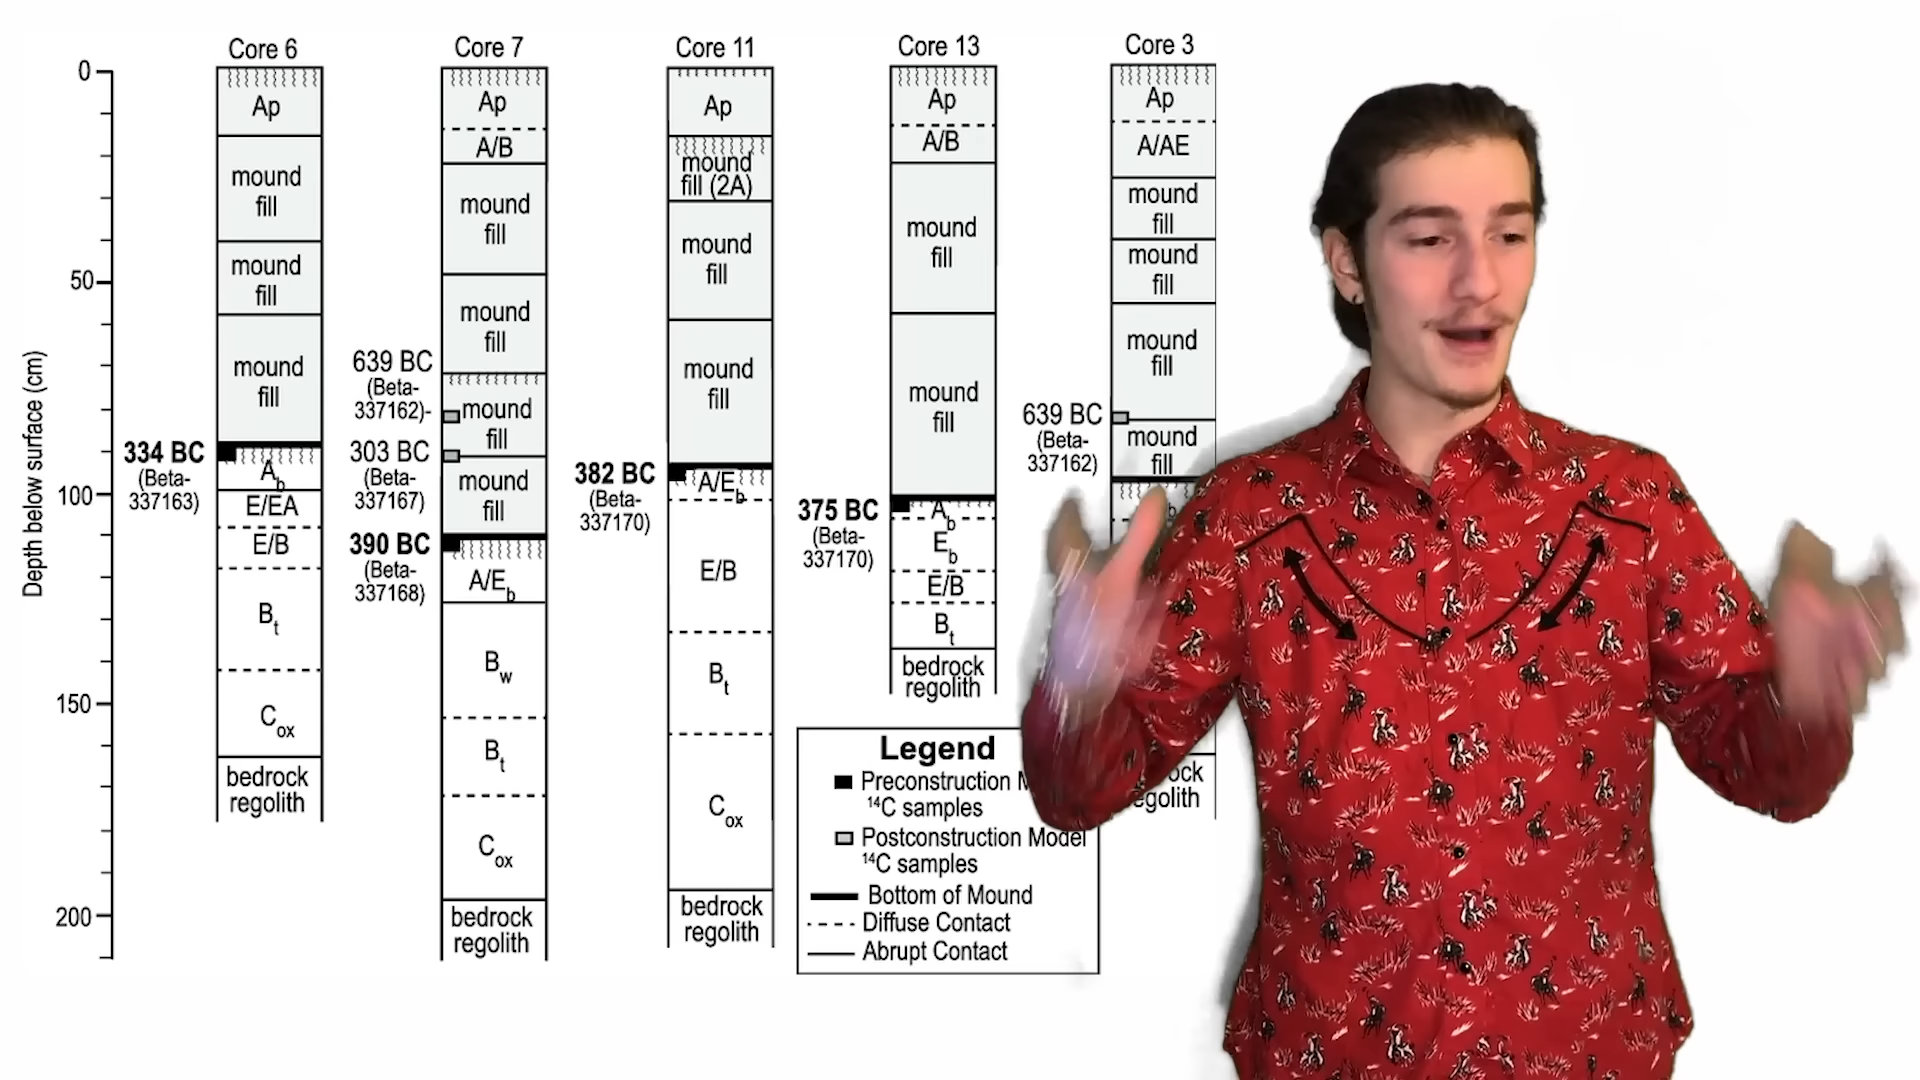 Core 6
Core 7
Core 11
Core 13
Core 3
Depth below surface (cm)
0
50
100
150
200
Ap
mound
fill
mound
fill
mound
fill
334 BC
(Beta-
337163)
Ab
E/EA
E/B
Bt
Cox
bedrock
regolith
Ap
A/B
mound
fill
mound
fill
639 BC
(Beta-
337162)-
mound
fill
303 BC
(Beta-
337167)
mound
fill
390 BC
(Beta-
337168)
A/Eb
Bw
Bt
Cox
bedrock
regolith
Ap
mound
fill (2A)
mound
fill
mound
fill
382 BC
(Beta-
337170)
A/Eb
E/B
Bt
Cox
bedrock
regolith
Ap
A/B
mound
fill
mound
fill
375 BC
(Beta-
337170)
Ab
Eb
E/B
Bt
bedrock
regolith
Ap
A/AE
mound
fill
mound
fill
mound
fill
639 BC
(Beta-
337162)
mound
fill
b
ock
egolith
Legend
Preconstruction
14C samples
Postconstruction Model
14C samples
Bottom of Mound
Diffuse Contact
Abrupt Contact